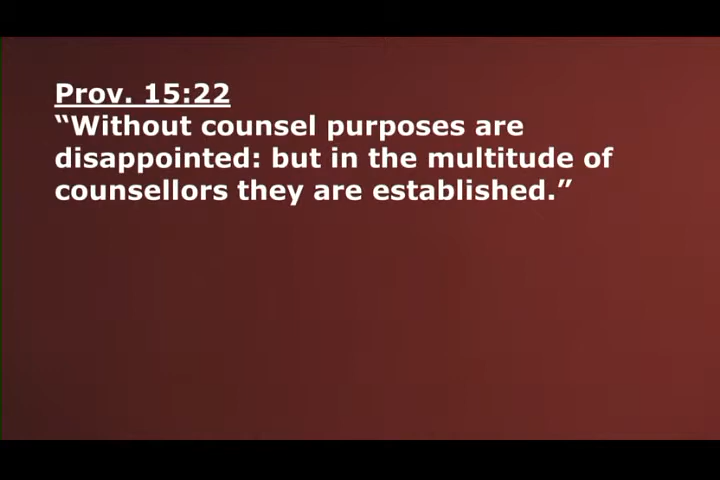 Prov. 15:22
“Without counsel purposes are
disappointed: but in the multitude of
counsellors they are established.”